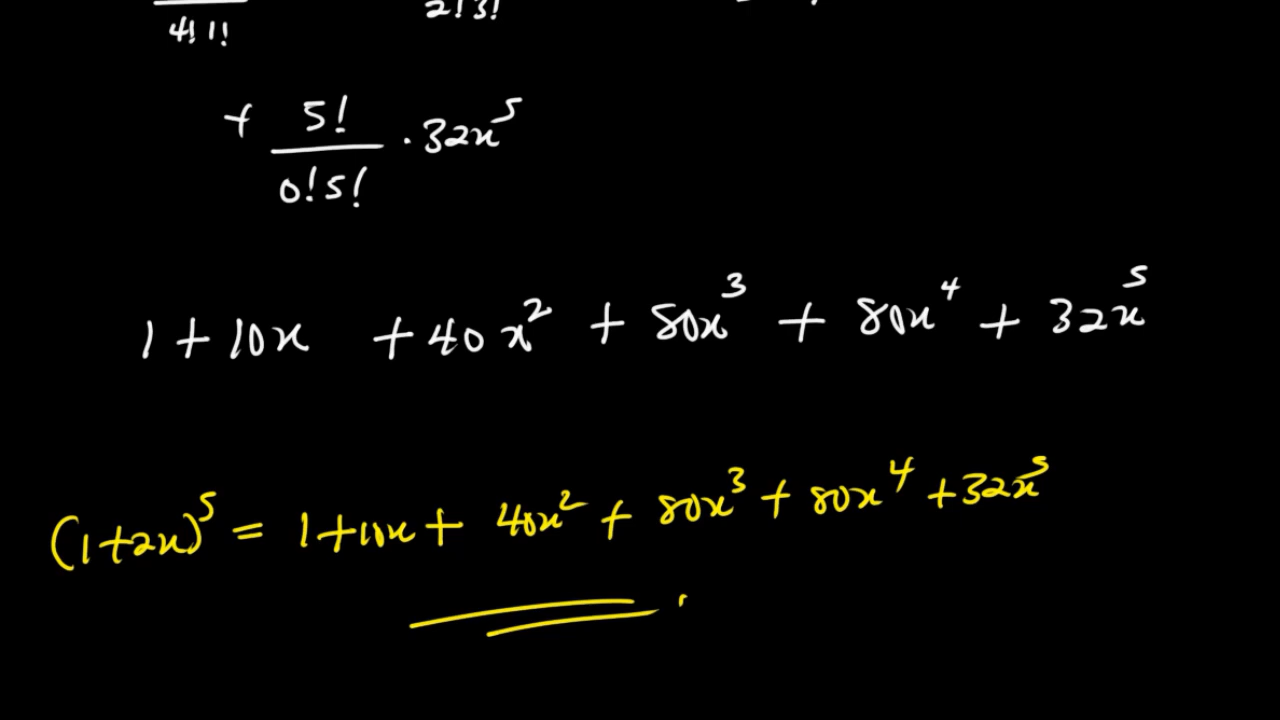 4! 1! 2! 3!
+ 5!
0! 5! · 32x⁵
1 + 10x + 40x² + 80x³ + 80x⁴ + 32x⁵
(1+2x)⁵ = 1 + 10x + 40x² + 80x³ + 80x⁴ + 32x⁵